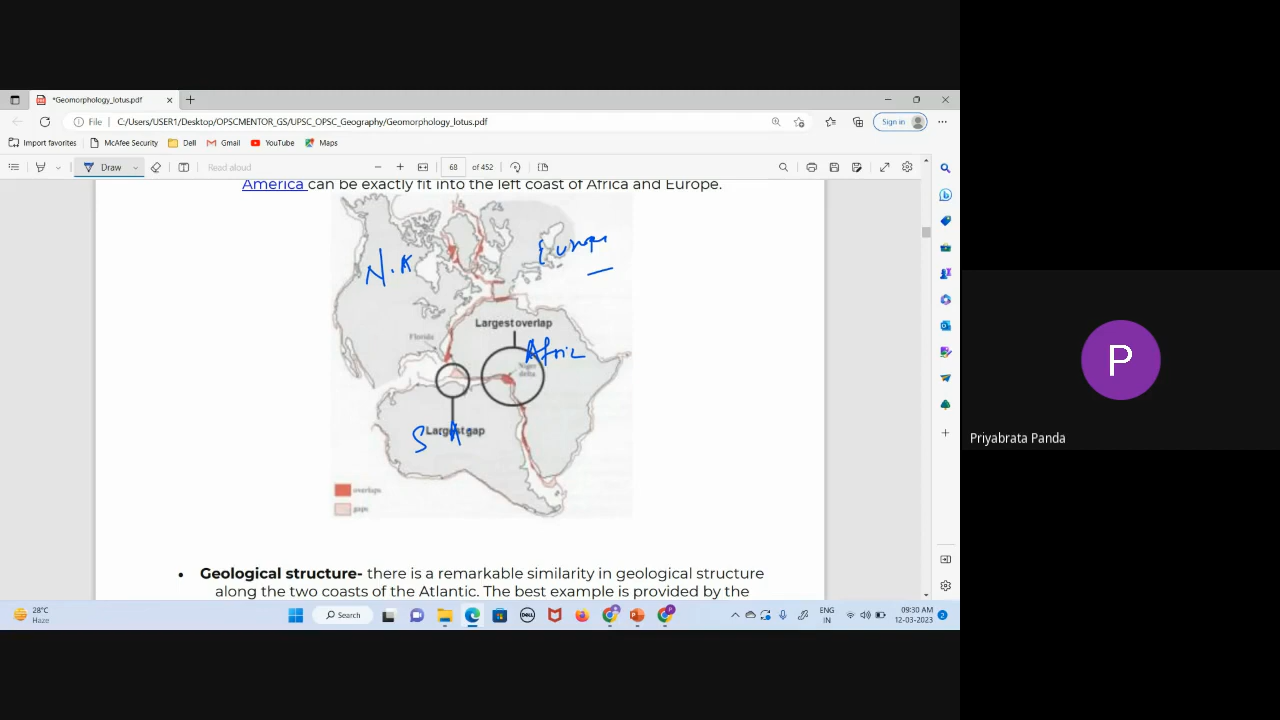 *Geomorphology_lotus.pdf
File C:/Users/USER1/Desktop/OPSCMENTOR_GS/UPSC_OPSC_Geography/Geomorphology_lotus.pdf
Sign in
Import favorites McAfee Security Dell Gmail YouTube Maps
Draw Read aloud 68 of 452
America can be exactly fit into the left coast of Africa and Europe.
N.A Europe
Largest overlap
Florida
Afric
Niger
delta
S A
Largest gap
overlaps
gaps
• Geological structure- there is a remarkable similarity in geological structure
along the two coasts of the Atlantic. The best example is provided by the
P
Priyabrata Panda
28°C
Haze
Search
ENG
IN
09:30 AM
12-03-2023
2